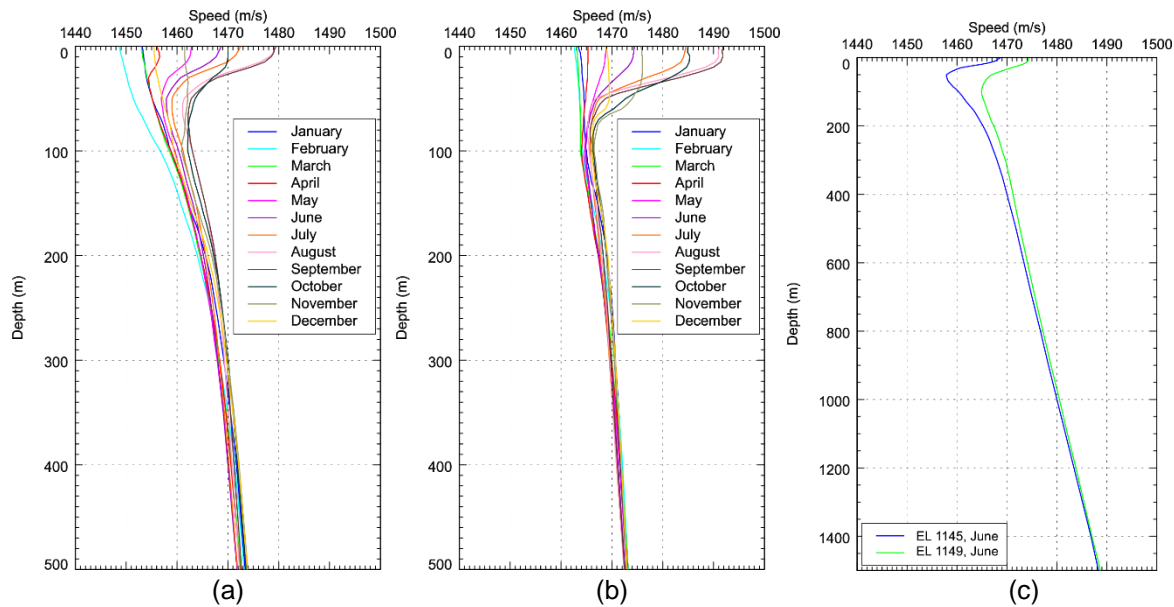 Speed (m/s)
1440 1450 1460 1470 1480 1490 1500
0
100
200
300
400
500
Depth (m)
January
February
March
April
May
June
July
August
September
October
November
December
(a)
Speed (m/s)
1440 1450 1460 1470 1480 1490 1500
0
100
200
300
400
500
Depth (m)
January
February
March
April
May
June
July
August
September
October
November
December
(b)
Speed (m/s)
1440 1450 1460 1470 1480 1490 1500
0
200
400
600
800
1000
1200
1400
Depth (m)
EL 1145, June
EL 1149, June
(c)